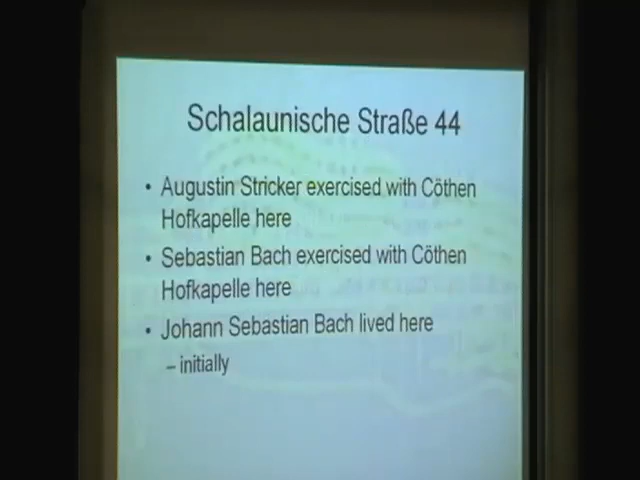 Schalaunische Straße 44
• Augustin Stricker exercised with Cöthen
Hofkapelle here
• Sebastian Bach exercised with Cöthen
Hofkapelle here
• Johann Sebastian Bach lived here
– initially